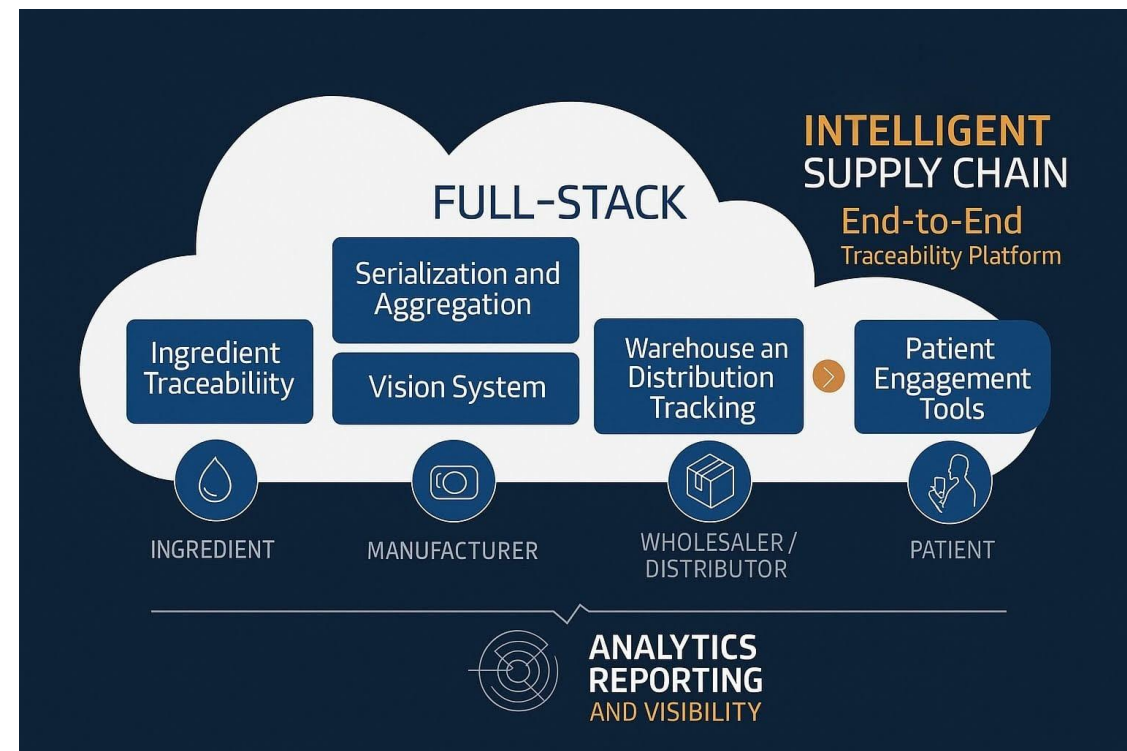 INTELLIGENT
SUPPLY CHAIN
End-to-End
Traceability Platform
FULL-STACK
Serialization and
Aggregation
Ingredient
Traceabiliity
Vision System
Warehouse an
Distribution
Tracking
Patient
Engagement
Tools
INGREDIENT
MANUFACTURER
WHOLESALER /
DISTRIBUTOR
PATIENT
ANALYTICS
REPORTING
AND VISIBILITY